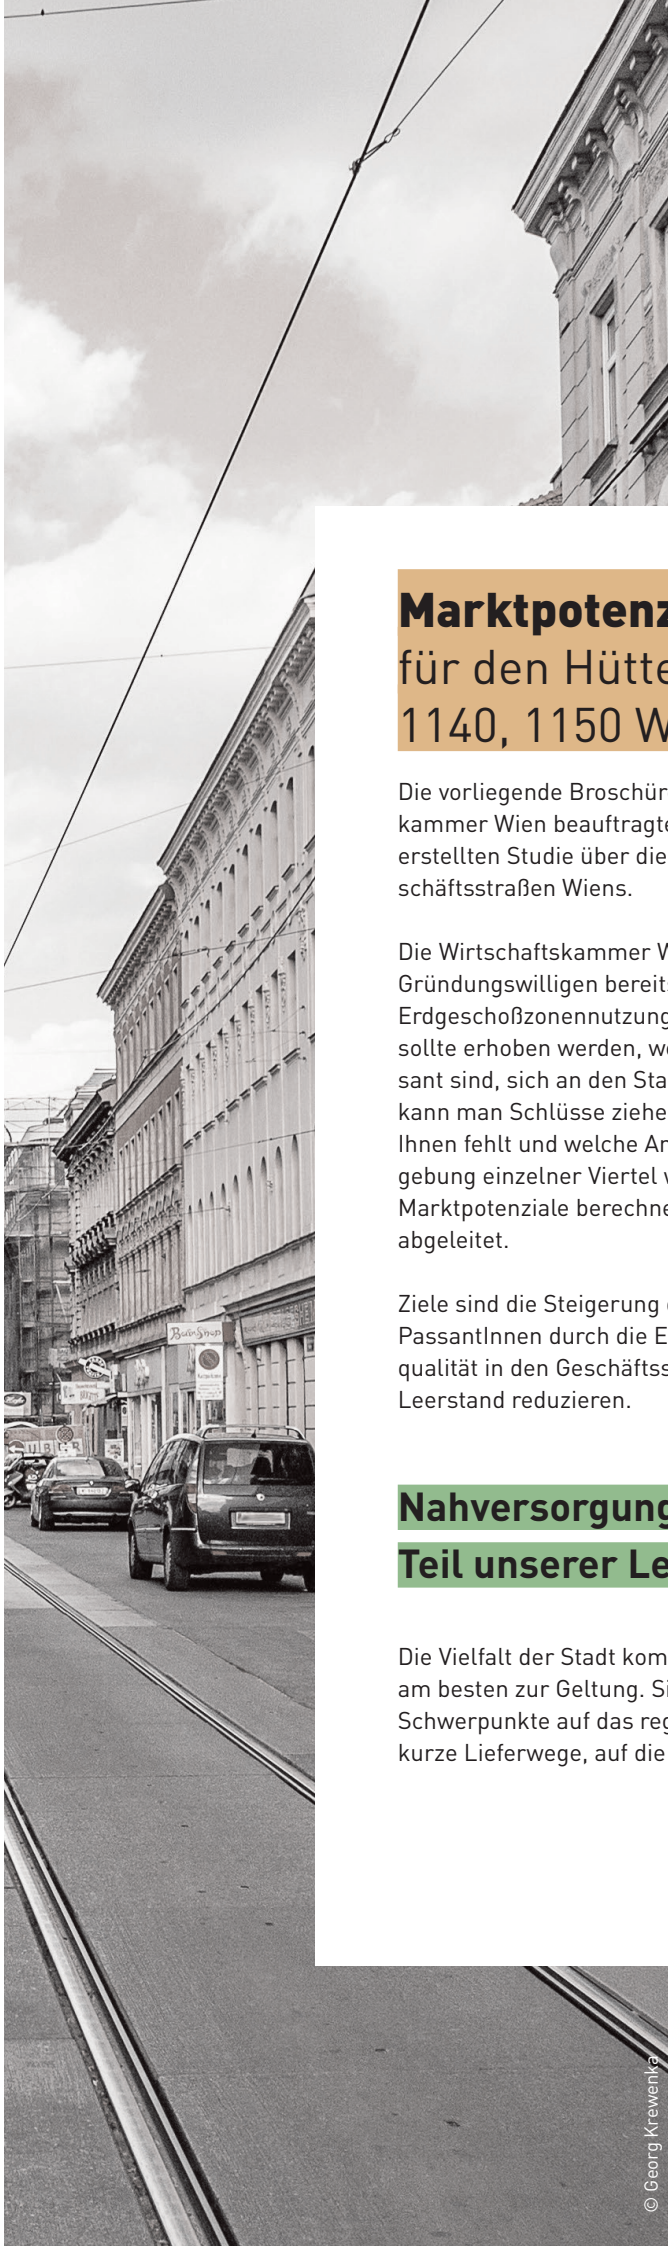 Marktpotenz
für den Hütte
1140, 1150 W
Die vorliegende Broschür
kammer Wien beauftragte
erstellten Studie über die
schäftsstraßen Wiens.
Die Wirtschaftskammer W
Gründungswilligen bereits
Erdgeschoßzonennutzung
sollte erhoben werden, we
sant sind, sich an den Sta
kann man Schlüsse ziehe
Ihnen fehlt und welche An
gebung einzelner Viertel v
Marktpotenziale berechne
abgeleitet.
Ziele sind die Steigerung
PassantInnen durch die E
qualität in den Geschäftss
Leerstand reduzieren.
Nahversorgung
Teil unserer Le
Die Vielfalt der Stadt kom
am besten zur Geltung. Si
Schwerpunkte auf das reg
kurze Lieferwege, auf die
© Georg Krewenka